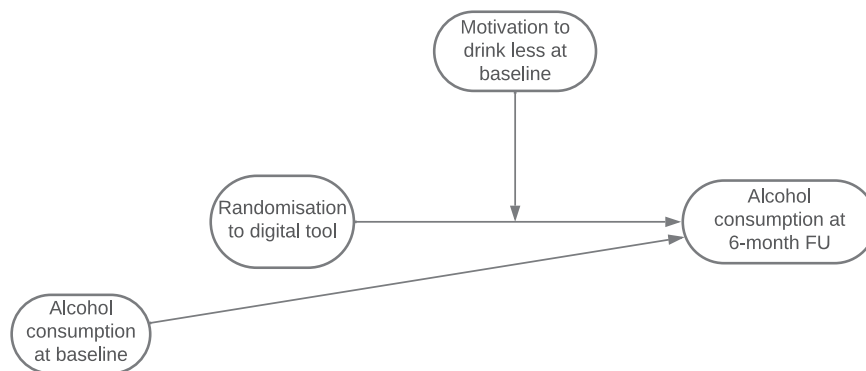 Motivation to
drink less at
baseline
Randomisation
to digital tool
Alcohol
consumption at
6-month FU
Alcohol
consumption
at baseline